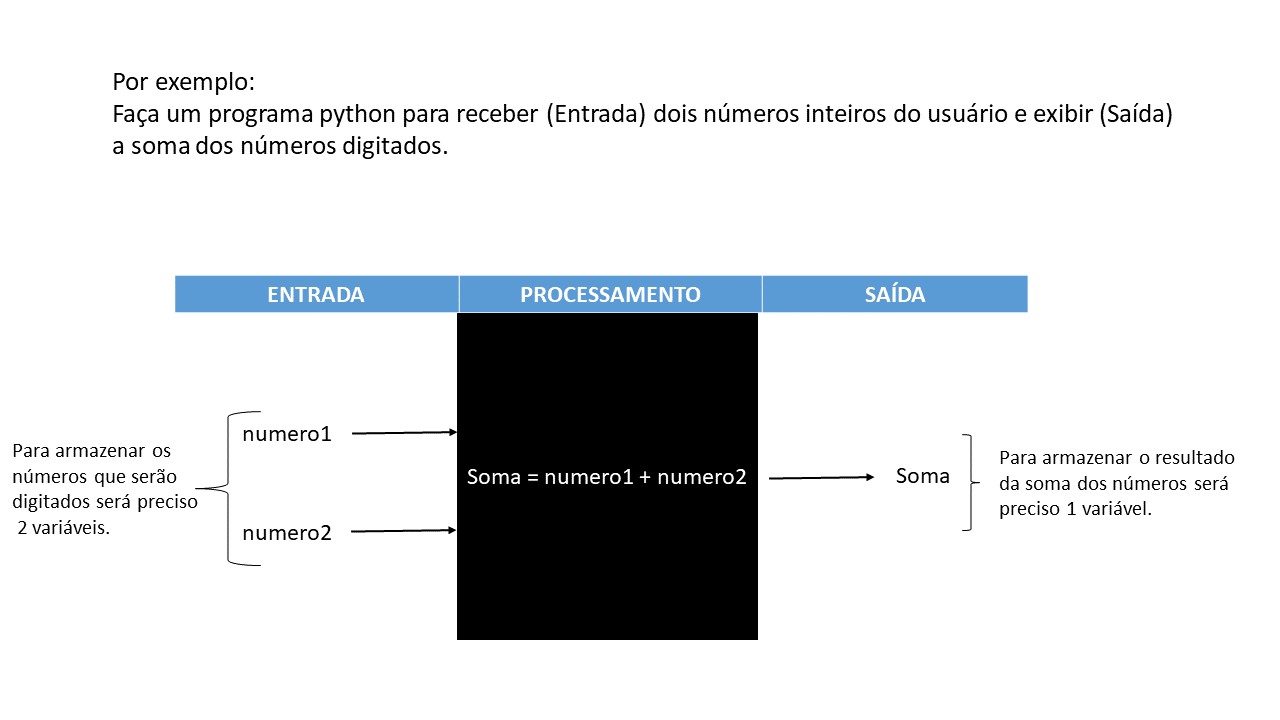 Por exemplo:
Faça um programa python para receber (Entrada) dois números inteiros do usuário e exibir (Saída)
a soma dos números digitados.
ENTRADA
PROCESSAMENTO
SAÍDA
Para armazenar os
números que serão
digitados será preciso
2 variáveis.
numero1
numero2
Soma = numero1 + numero2
Soma
Para armazenar o resultado
da soma dos números será
preciso 1 variável.